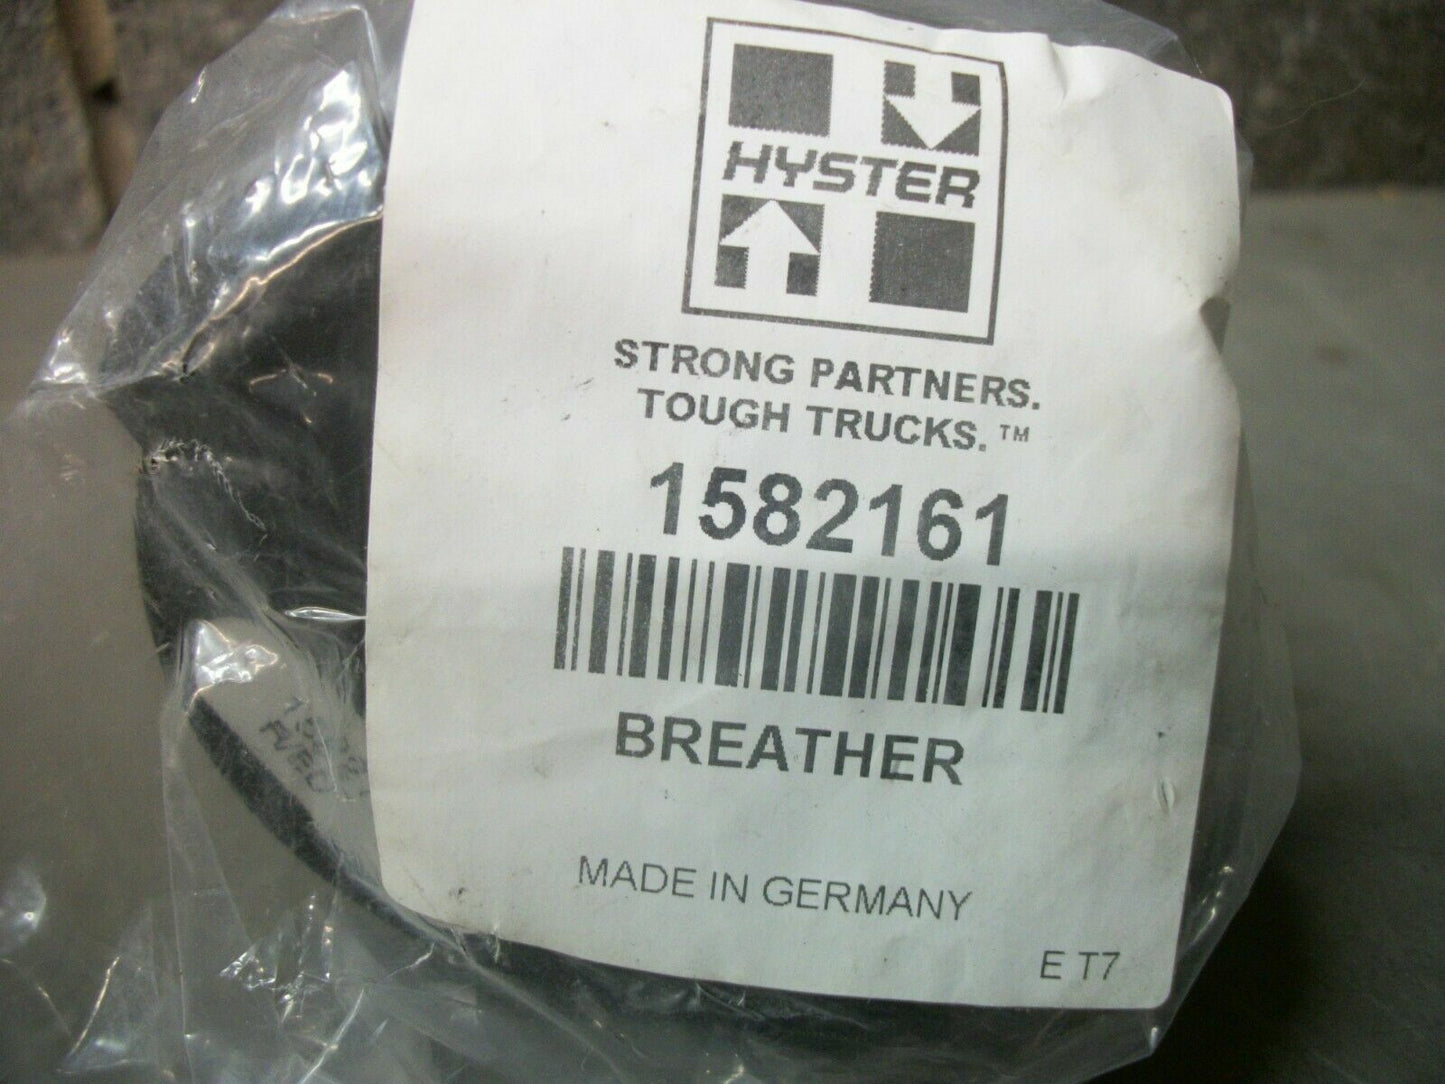 HYSTER
STRONG PARTNERS.
TOUGH TRUCKS.™
1582161
BREATHER
MADE IN GERMANY
E T7